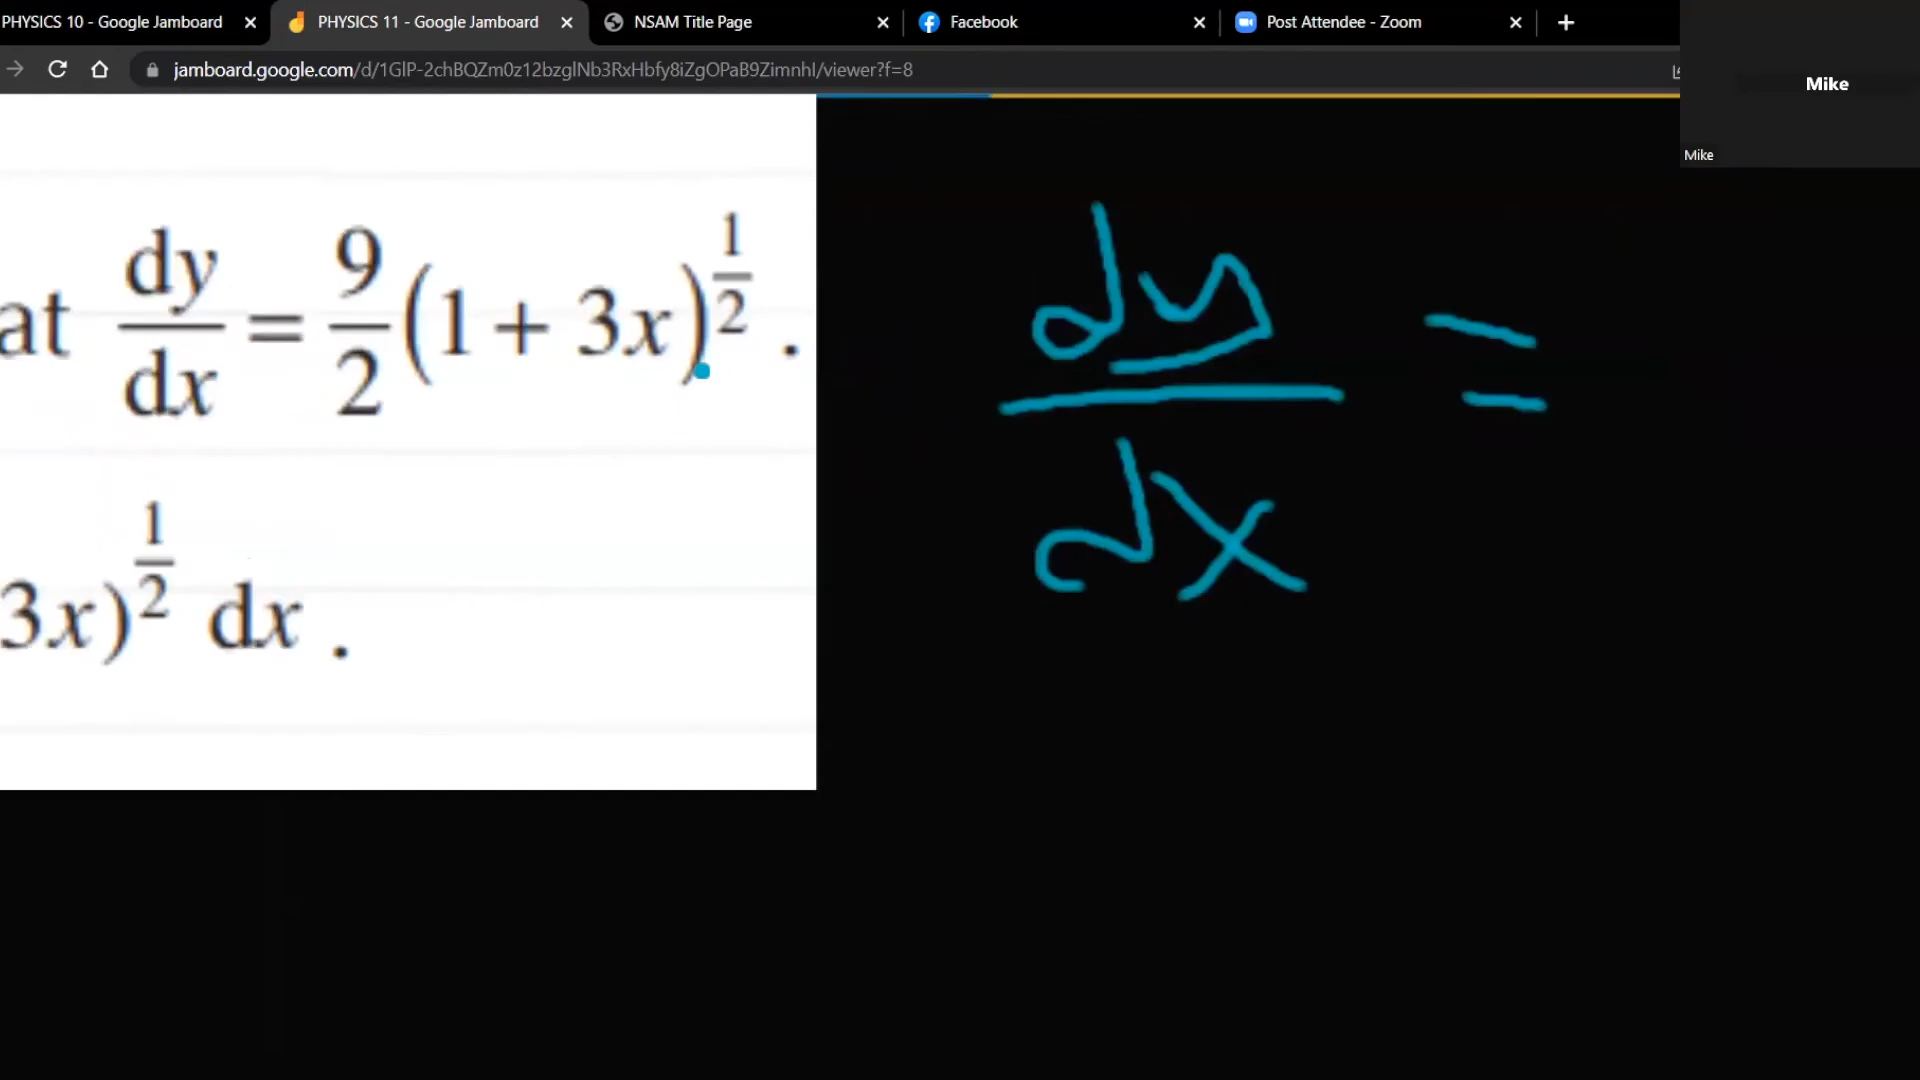 PHYSICS 10 - Google Jamboard
PHYSICS 11 - Google Jamboard
NSAM Title Page
Facebook
Post Attendee - Zoom
jamboard.google.com/d/1GlP-2chBQZm0z12bzglNb3RxHbfy8iZgOPaB9ZimnhI/viewer?f=8
Mike
Mike
at dy/dx = 9/2 (1 + 3x)^1/2 .
3x)^1/2 dx .
dy/dx =